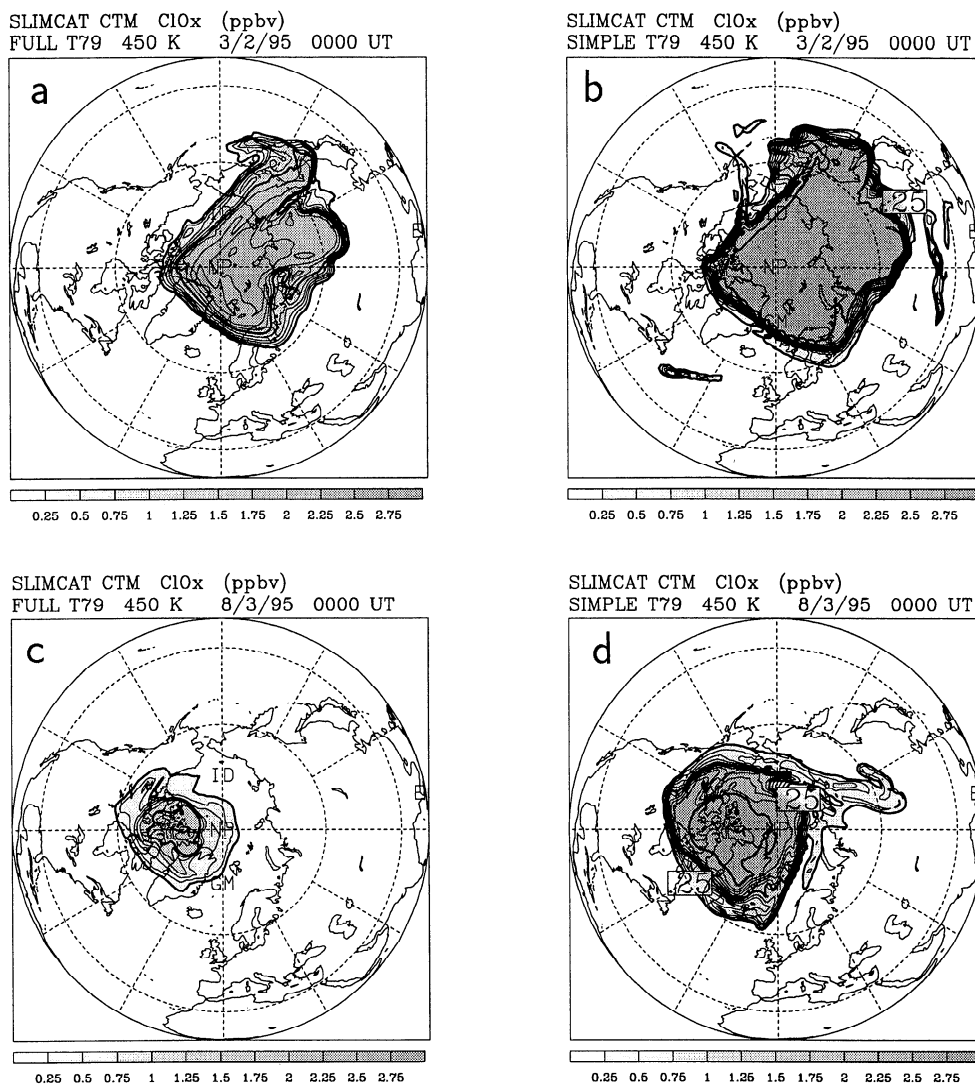 SLIMCAT CTM ClOx (ppbv)
FULL T79 450 K 3/2/95 0000 UT
a
ID
NP
0.25 0.5 0.75 1 1.25 1.5 1.75 2 2.25 2.5 2.75
SLIMCAT CTM ClOx (ppbv)
SIMPLE T79 450 K 3/2/95 0000 UT
b
.25
ID
NP
0.25 0.5 0.75 1 1.25 1.5 1.75 2 2.25 2.5 2.75
SLIMCAT CTM ClOx (ppbv)
FULL T79 450 K 8/3/95 0000 UT
c
ID
NP
GM
0.25 0.5 0.75 1 1.25 1.5 1.75 2 2.25 2.5 2.75
SLIMCAT CTM ClOx (ppbv)
SIMPLE T79 450 K 8/3/95 0000 UT
d
.25
.25
0.25 0.5 0.75 1 1.25 1.5 1.75 2 2.25 2.5 2.75